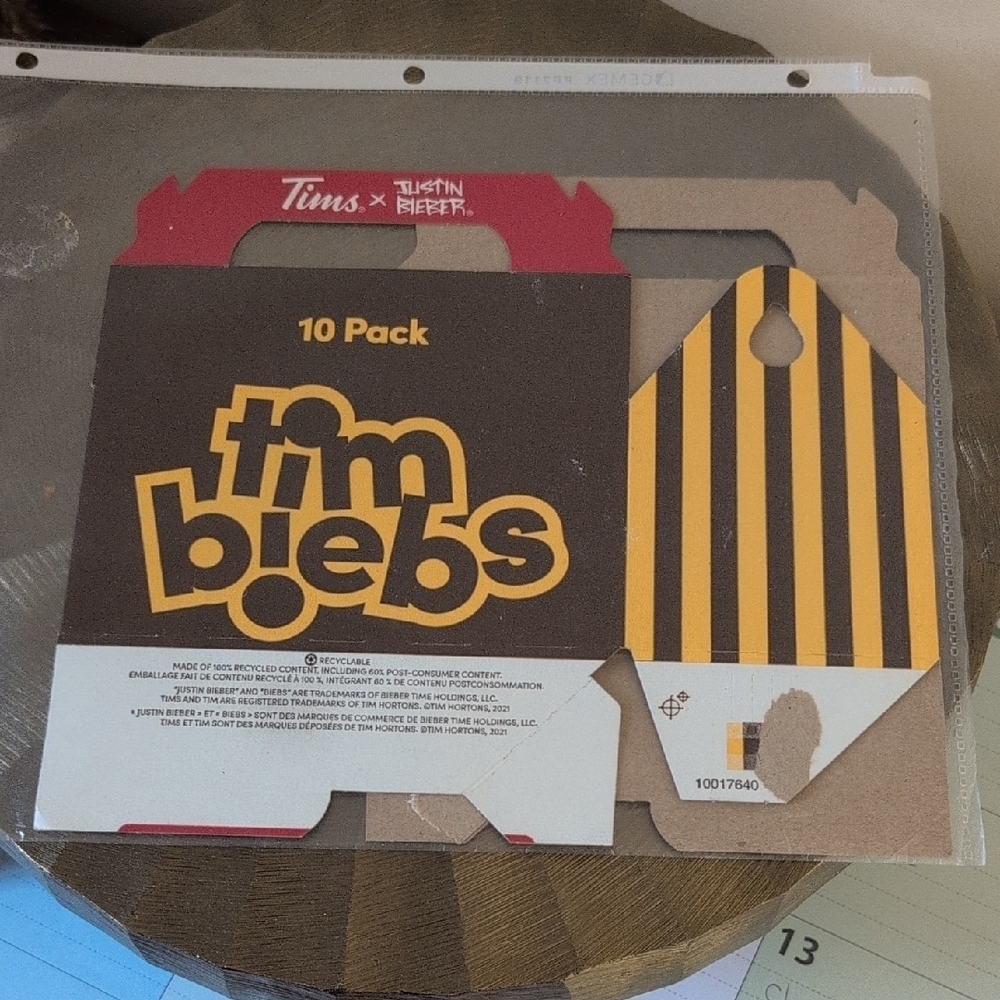 Tims® × JUSTIN BIEBER®
10 Pack
tim
biebs
RECYCLABLE
MADE OF 100% RECYCLED CONTENT, INCLUDING 60% POST-CONSUMER CONTENT.
EMBALLAGE FAIT DE CONTENU RECYCLÉ À 100 %, INTÉGRANT 60 % DE CONTENU POSTCONSOMMATION.
"JUSTIN BIEBER" AND "BIEBS" ARE TRADEMARKS OF BIEBER TIME HOLDINGS, LLC.
TIMS AND TIM ARE REGISTERED TRADEMARKS OF TIM HORTONS. ©TIM HORTONS, 2021
« JUSTIN BIEBER » ET « BIEBS » SONT DES MARQUES DE COMMERCE DE BIEBER TIME HOLDINGS, LLC.
TIMS ET TIM SONT DES MARQUES DÉPOSÉES DE TIM HORTONS. ©TIM HORTONS, 2021
10017640
13